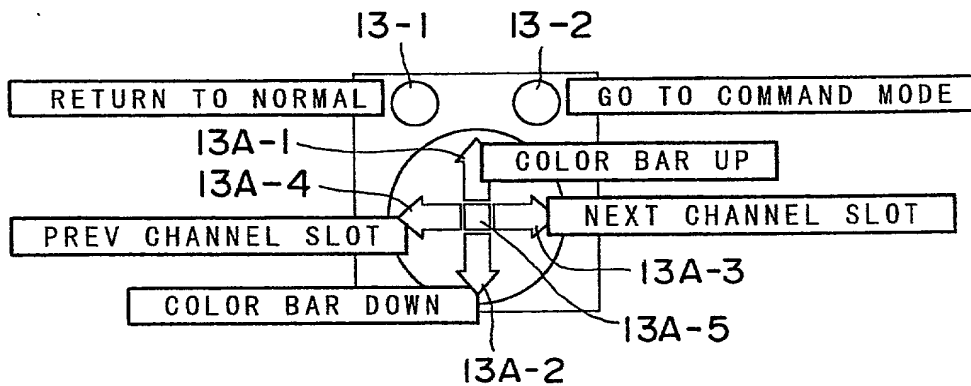 13-1 13-2
RETURN TO NORMAL GO TO COMMAND MODE
13A-1 COLOR BAR UP
13A-4
PREV CHANNEL SLOT NEXT CHANNEL SLOT
13A-3
COLOR BAR DOWN 13A-5
13A-2